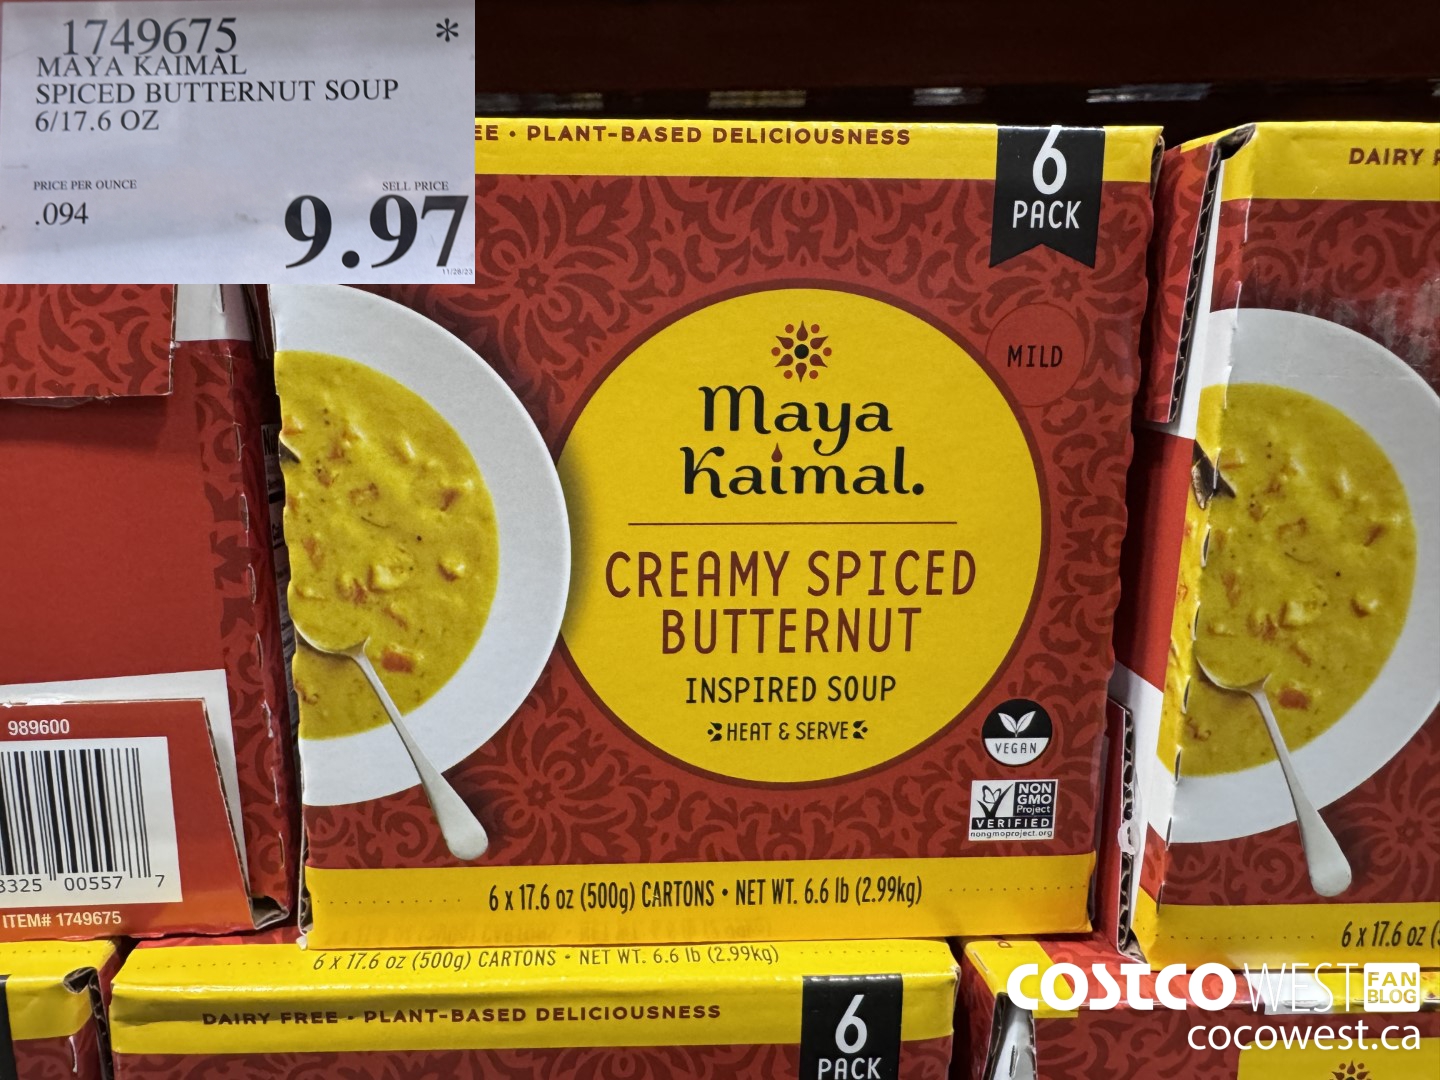 1749675
*
MAYA KAIMAL
SPICED BUTTERNUT SOUP
6/17.6 OZ
PRICE PER OUNCE
.094
SELL PRICE
9.97
11/28/23
EE • PLANT-BASED DELICIOUSNESS
6
PACK
MILD
Maya
Kaimal.
CREAMY SPICED
BUTTERNUT
INSPIRED SOUP
HEAT & SERVE
VEGAN
NON
GMO
Project
VERIFIED
nongmoproject.org
6 x 17.6 oz (500g) CARTONS • NET WT. 6.6 lb (2.99kg)
DAIRY
6 x 17.6 oz
989600
8325 00557 7
ITEM# 1749675
6 x 17.6 oz (500g) CARTONS • NET WT. 6.6 lb (2.99kg)
DAIRY FREE • PLANT-BASED DELICIOUSNESS
6
PACK
COSTCO WEST FAN BLOG
cocowest.ca